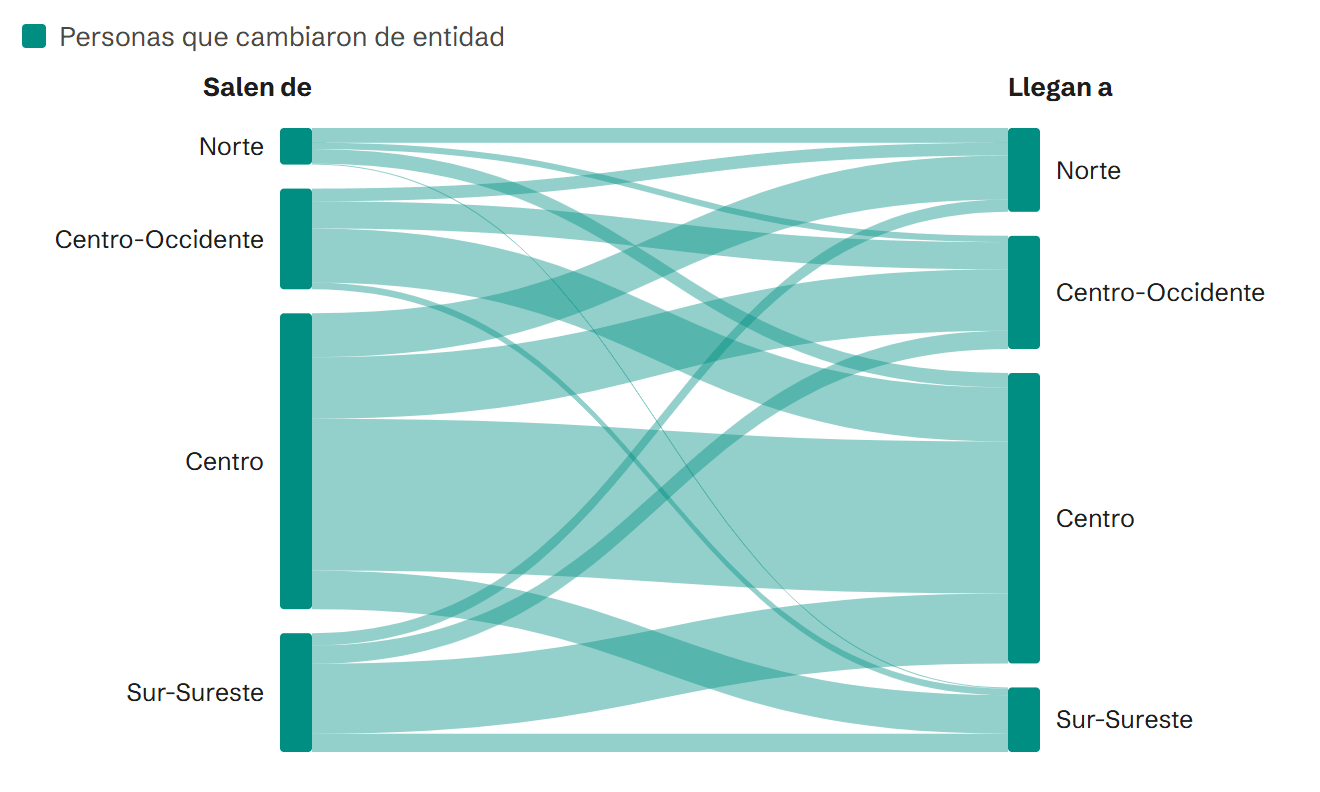 Personas que cambiaron de entidad
Salen de
Llegan a
Norte
Centro-Occidente
Centro
Sur-Sureste
Norte
Centro-Occidente
Centro
Sur-Sureste